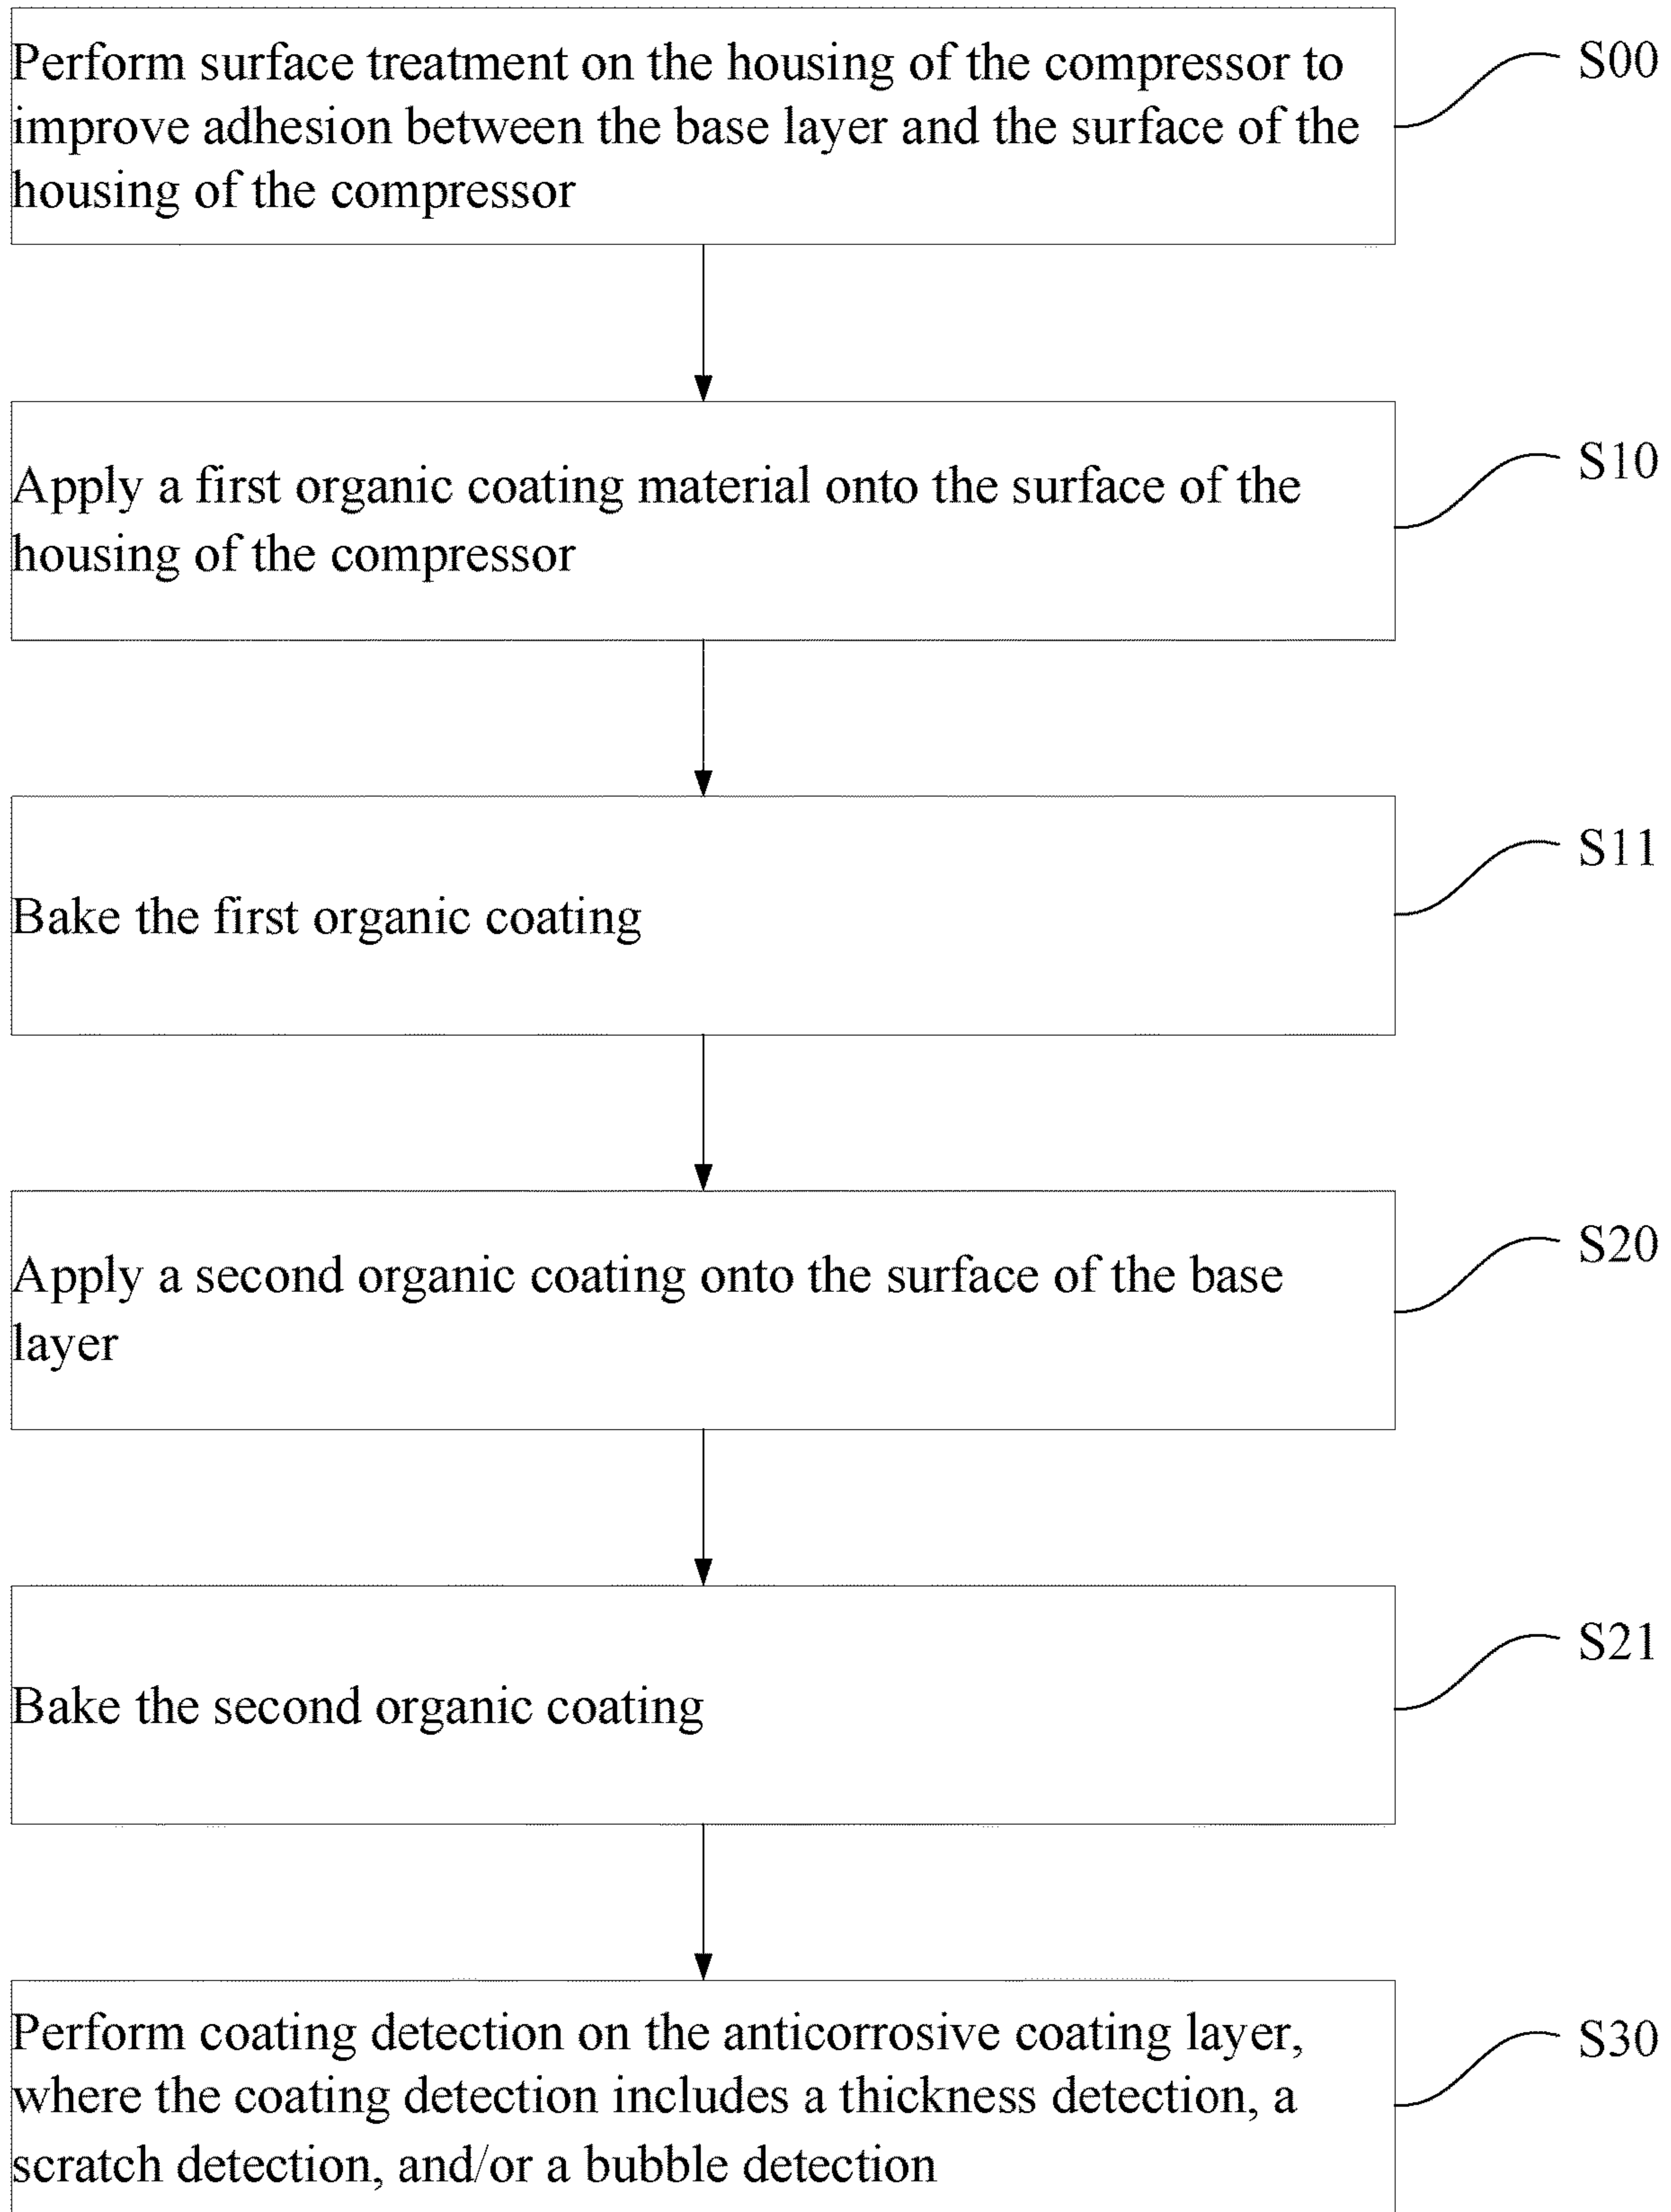 Perform surface treatment on the housing of the compressor to
improve adhesion between the base layer and the surface of the
housing of the compressor
S00
Apply a first organic coating material onto the surface of the
housing of the compressor
S10
Bake the first organic coating
S11
Apply a second organic coating onto the surface of the base
layer
S20
Bake the second organic coating
S21
Perform coating detection on the anticorrosive coating layer,
where the coating detection includes a thickness detection, a
scratch detection, and/or a bubble detection
S30